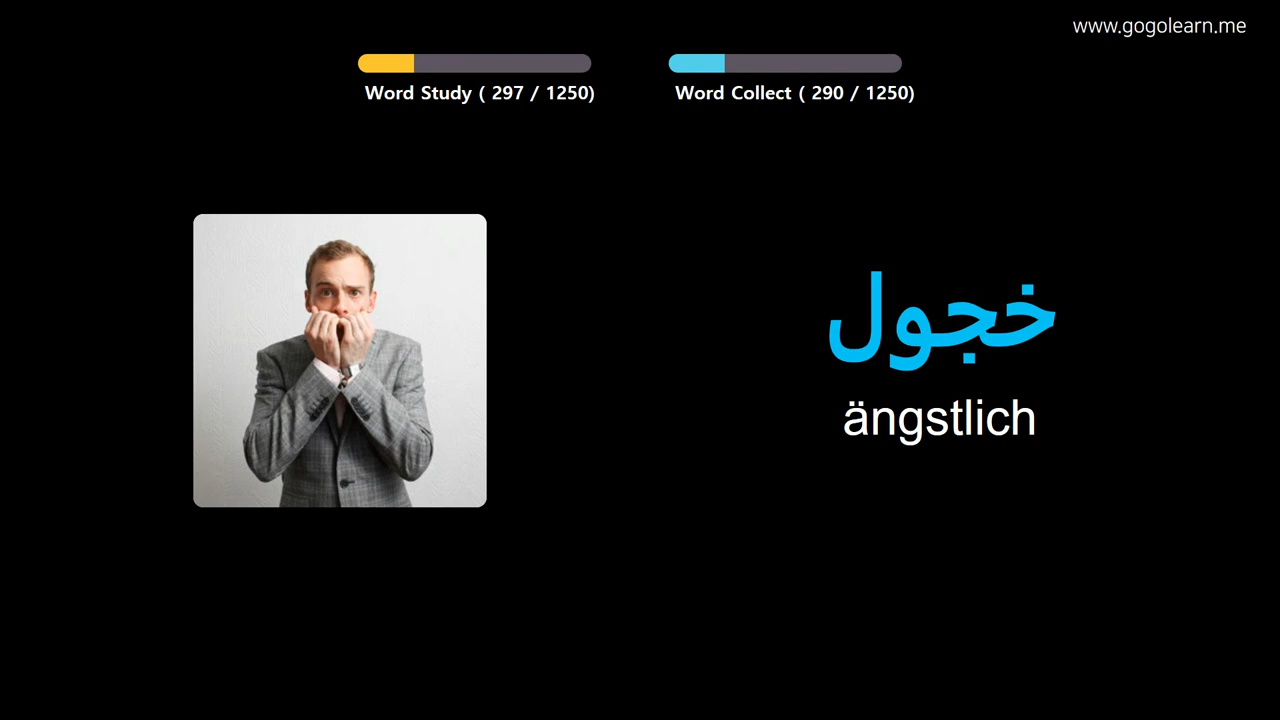 www.gogolearn.me
Word Study ( 297 / 1250)
Word Collect ( 290 / 1250)
خجول
ängstlich